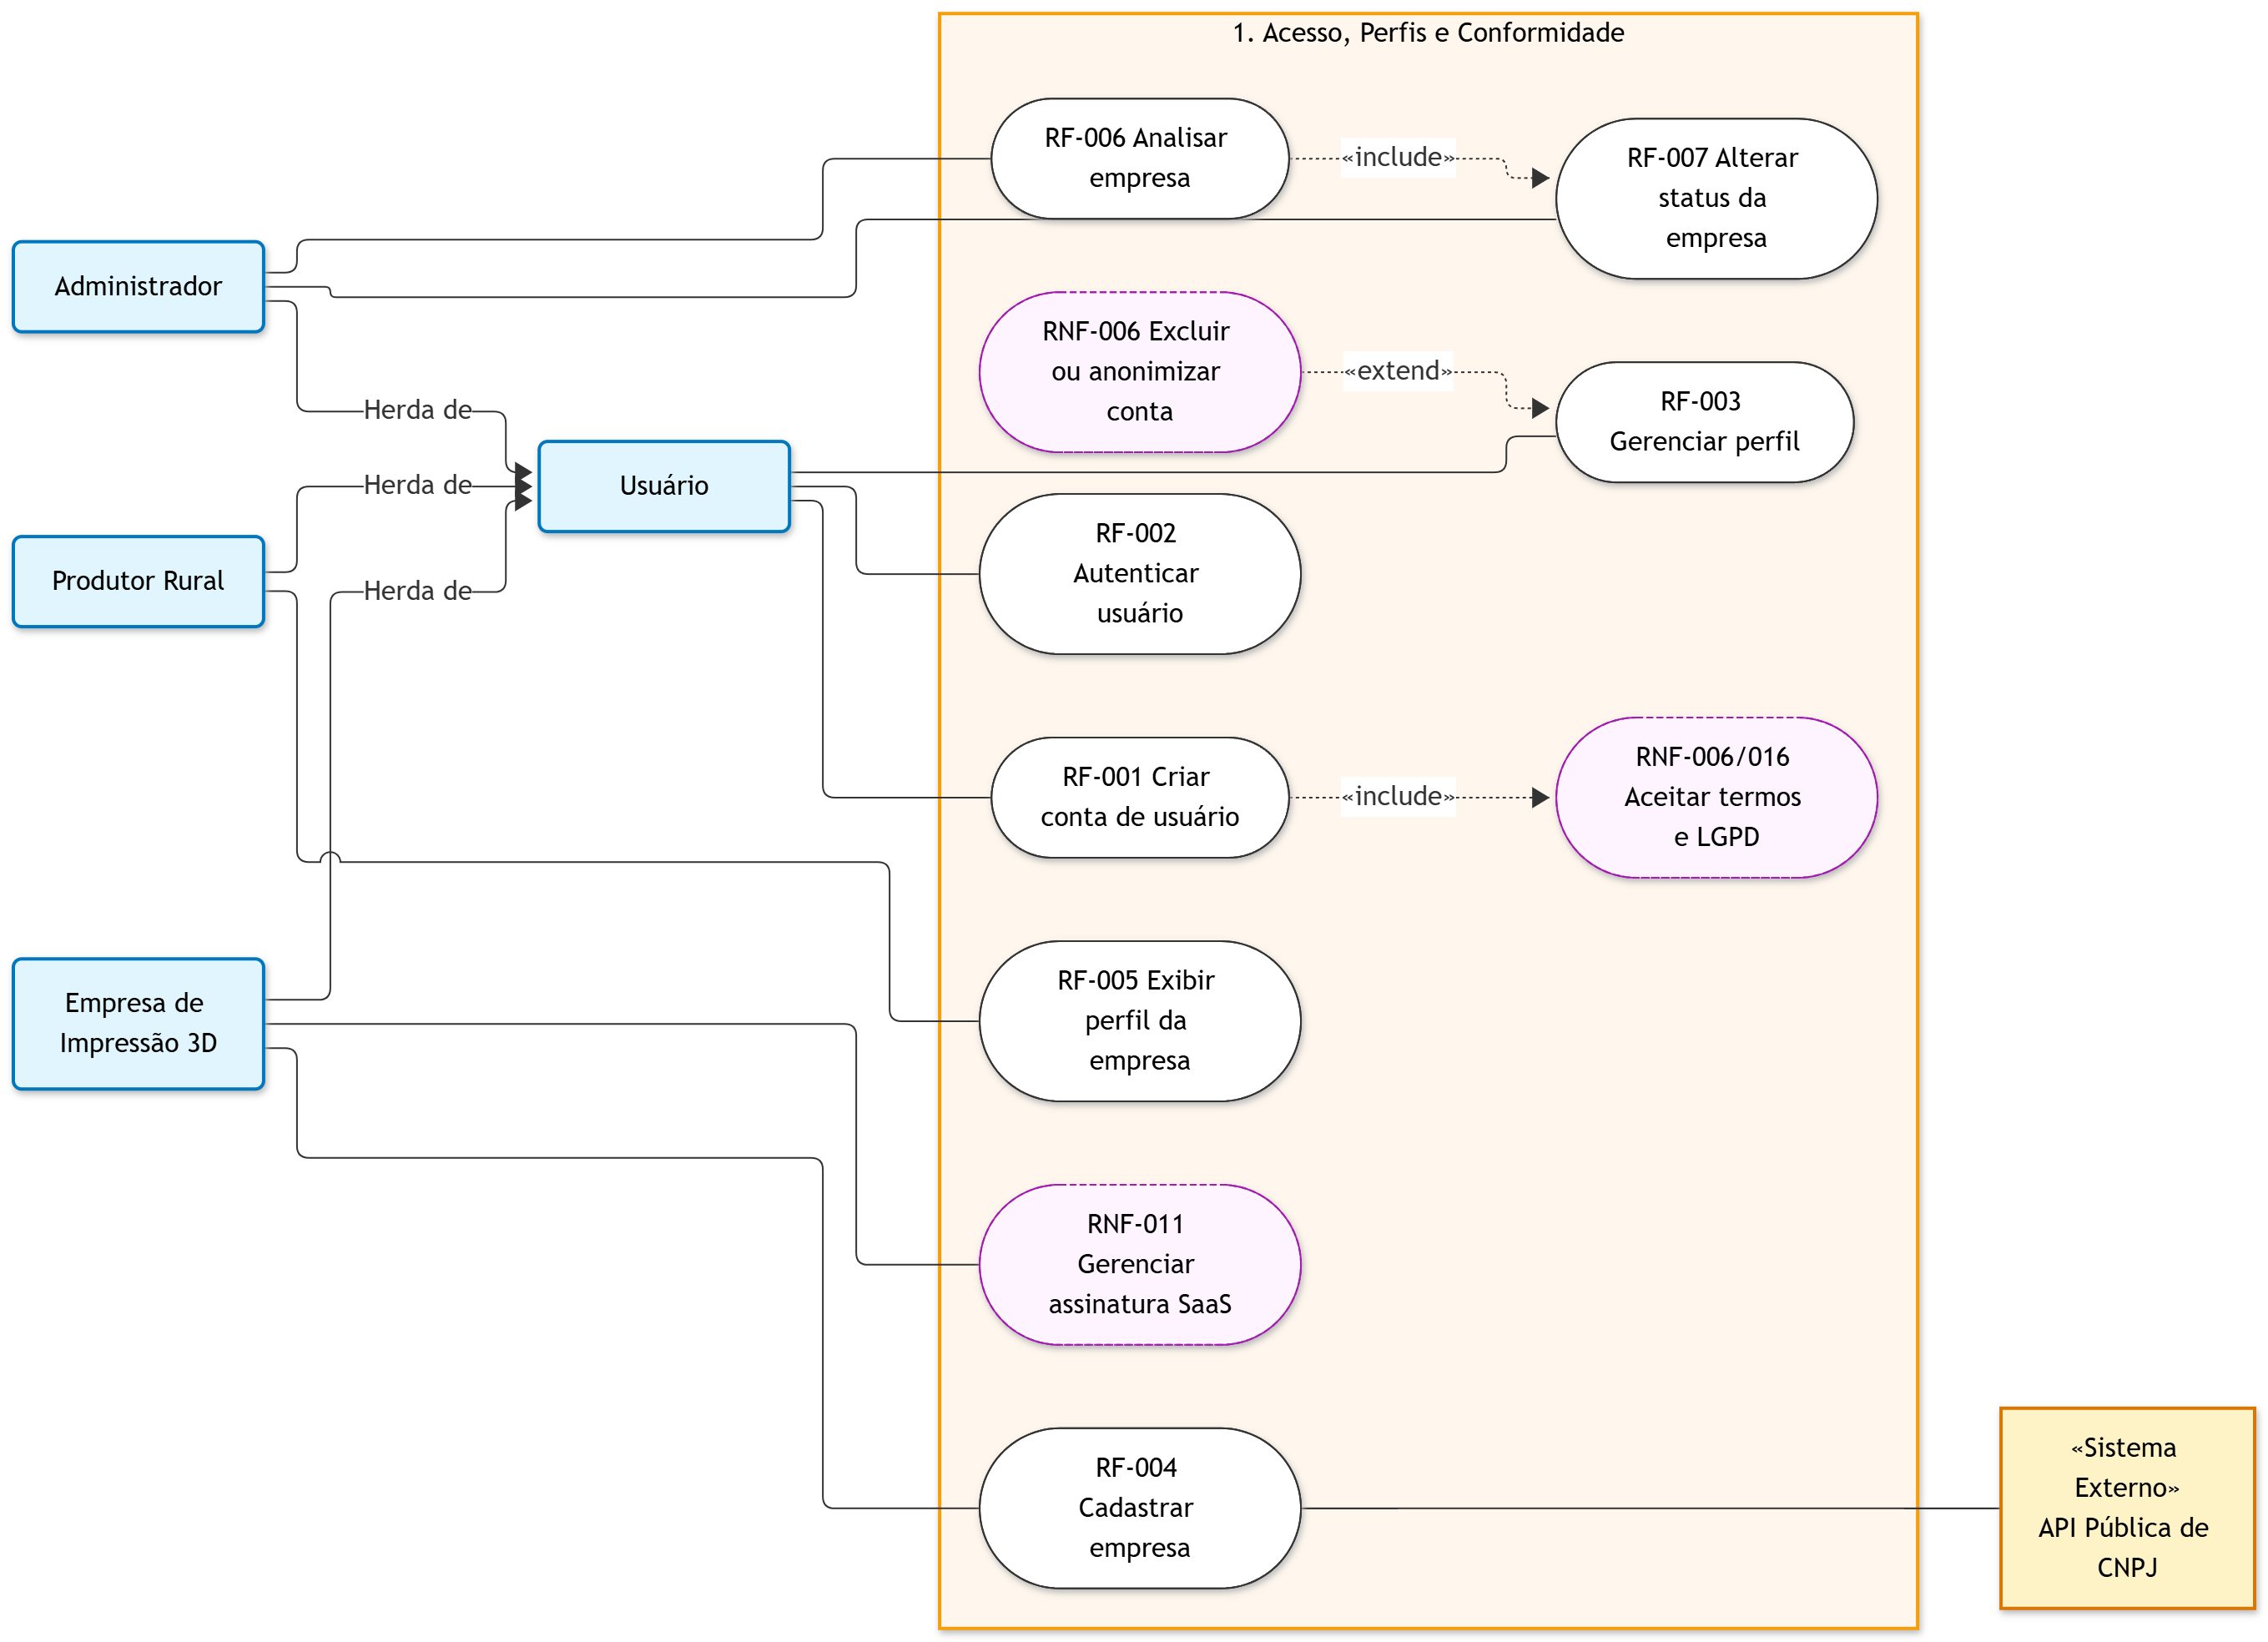 1. Acesso, Perfis e Conformidade
RF-006 Analisar
empresa
«include»
RF-007 Alterar
status da
empresa
Administrador
RNF-006 Excluir
ou anonimizar
conta
«extend»
RF-003
Gerenciar perfil
Herda de
Herda de
Usuário
RF-002
Autenticar
usuário
Produtor Rural
Herda de
RF-001 Criar
conta de usuário
«include»
RNF-006/016
Aceitar termos
e LGPD
Empresa de
Impressão 3D
RF-005 Exibir
perfil da
empresa
RNF-011
Gerenciar
assinatura SaaS
RF-004
Cadastrar
empresa
«Sistema
Externo»
API Pública de
CNPJ